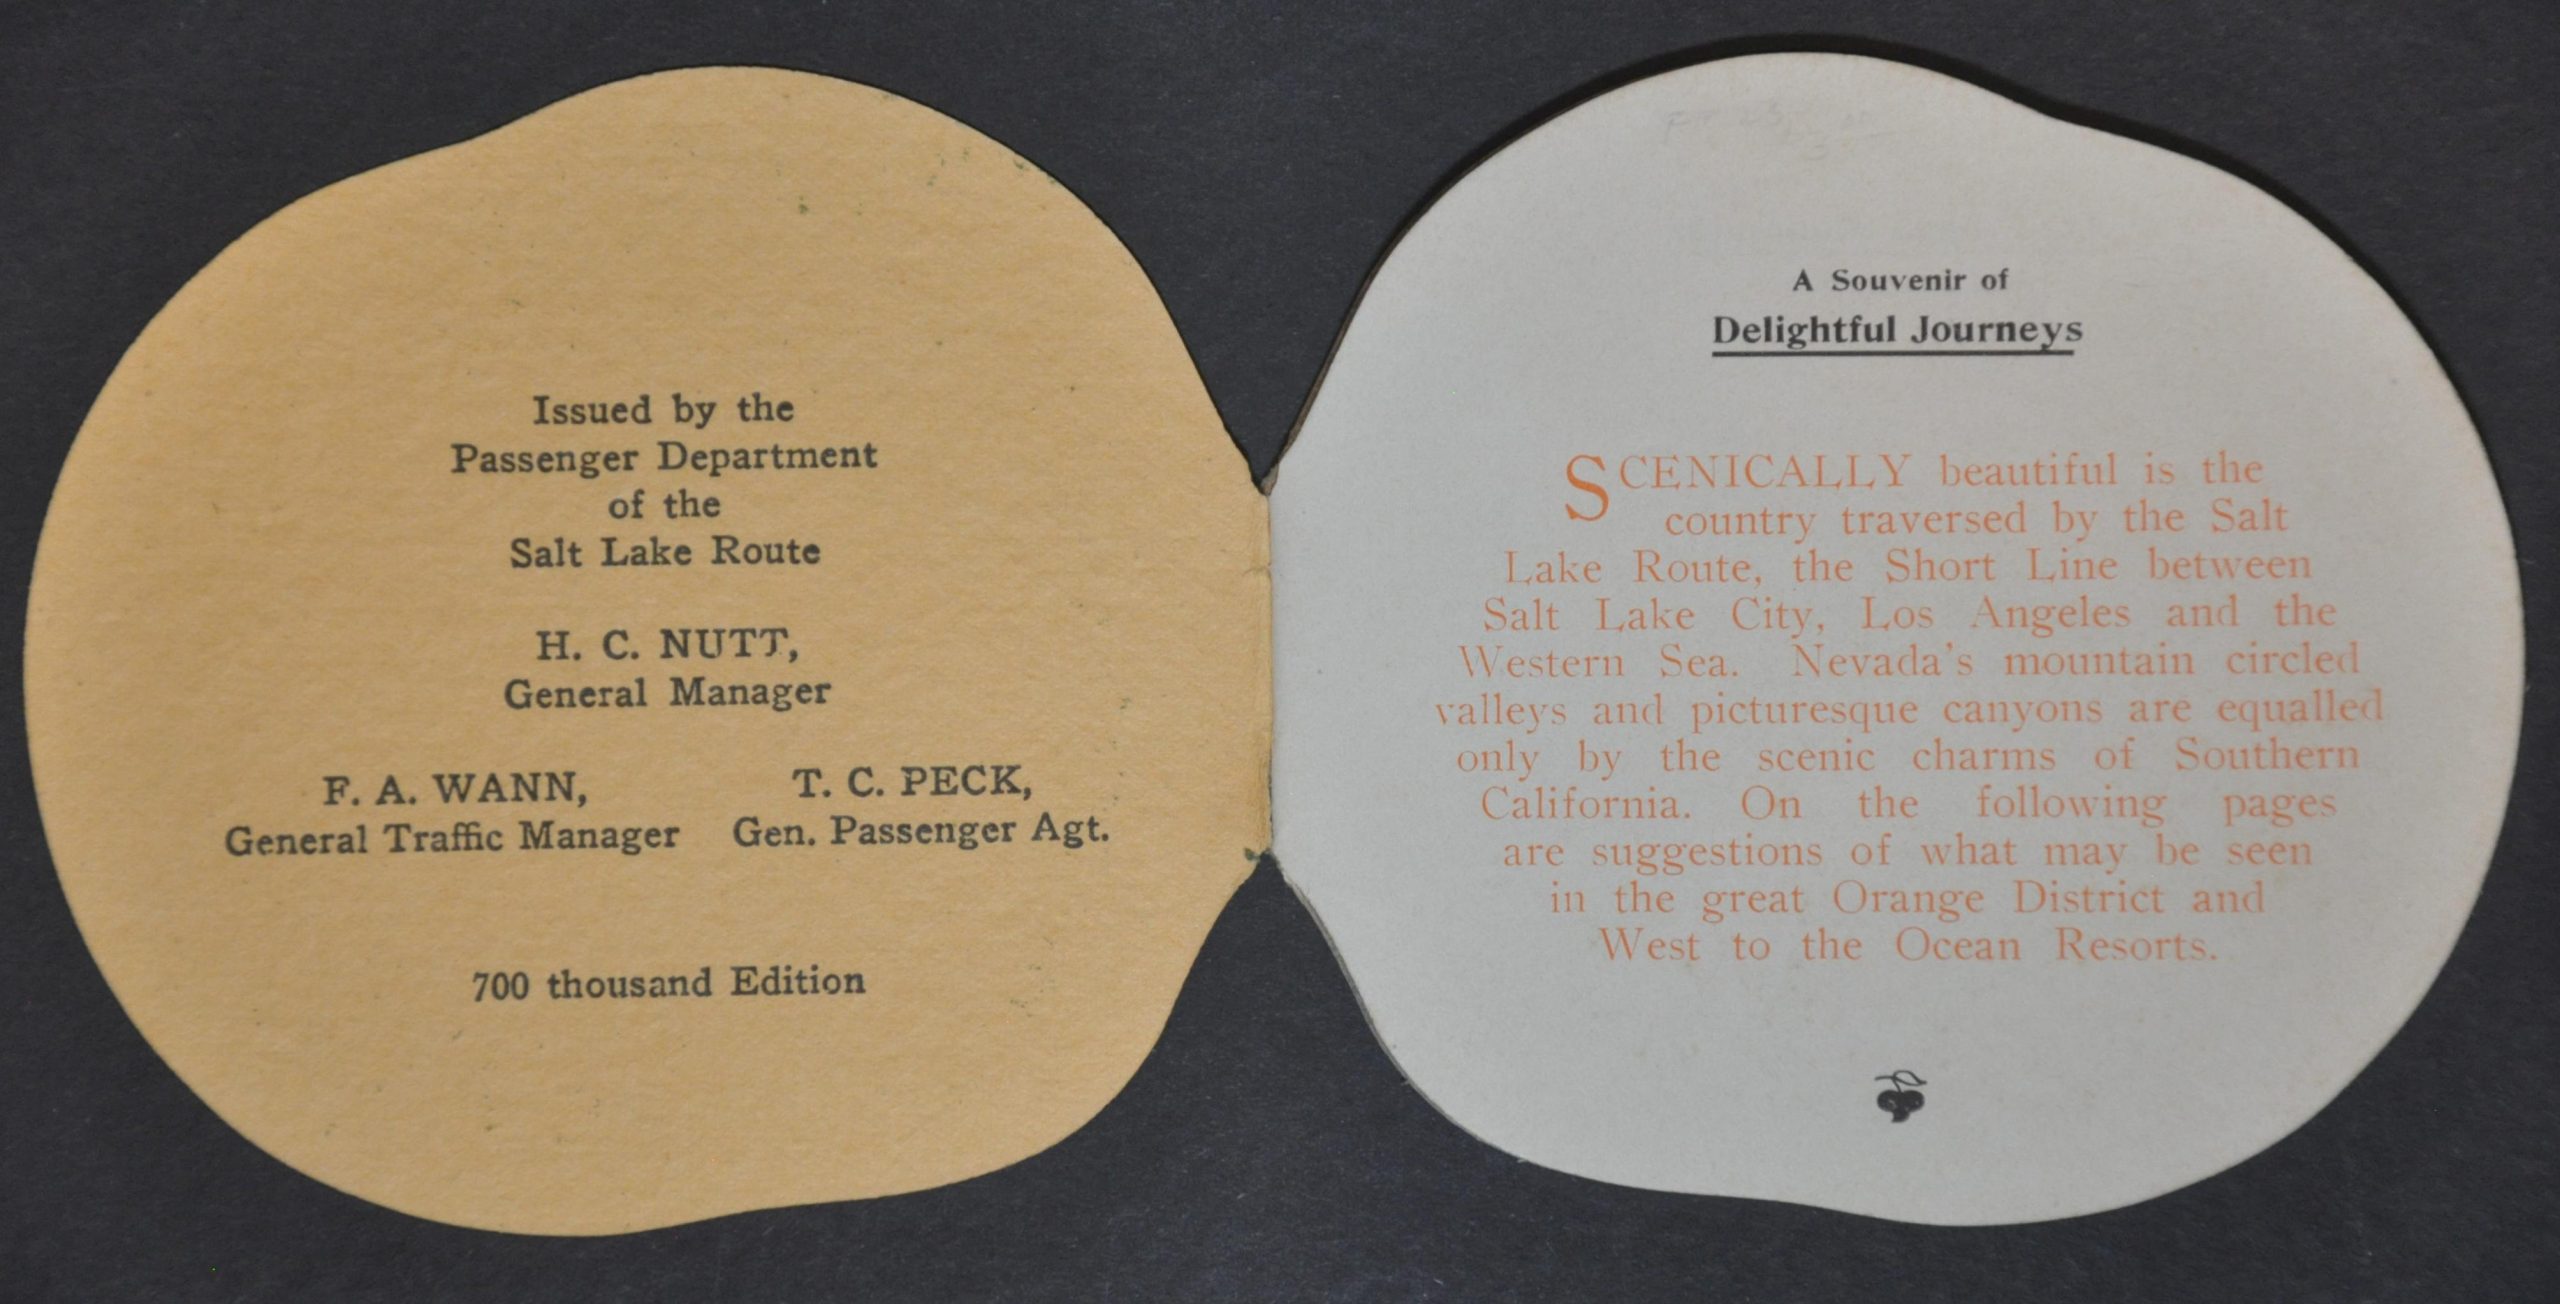 Issued by the
Passenger Department
of the
Salt Lake Route
H. C. NUTT,
General Manager
F. A. WANN,
General Traffic Manager
T. C. PECK,
Gen. Passenger Agt.
700 thousand Edition
A Souvenir of
Delightful Journeys
SCENICALLY beautiful is the
country traversed by the Salt
Lake Route, the Short Line between
Salt Lake City, Los Angeles and the
Western Sea. Nevada's mountain circled
valleys and picturesque canyons are equalled
only by the scenic charms of Southern
California. On the following pages
are suggestions of what may be seen
in the great Orange District and
West to the Ocean Resorts.